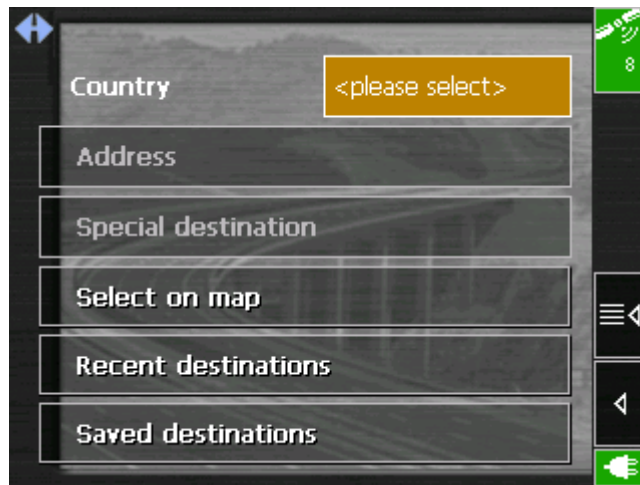 8
Country <please select>
Address
Special destination
Select on map
Recent destinations
Saved destinations